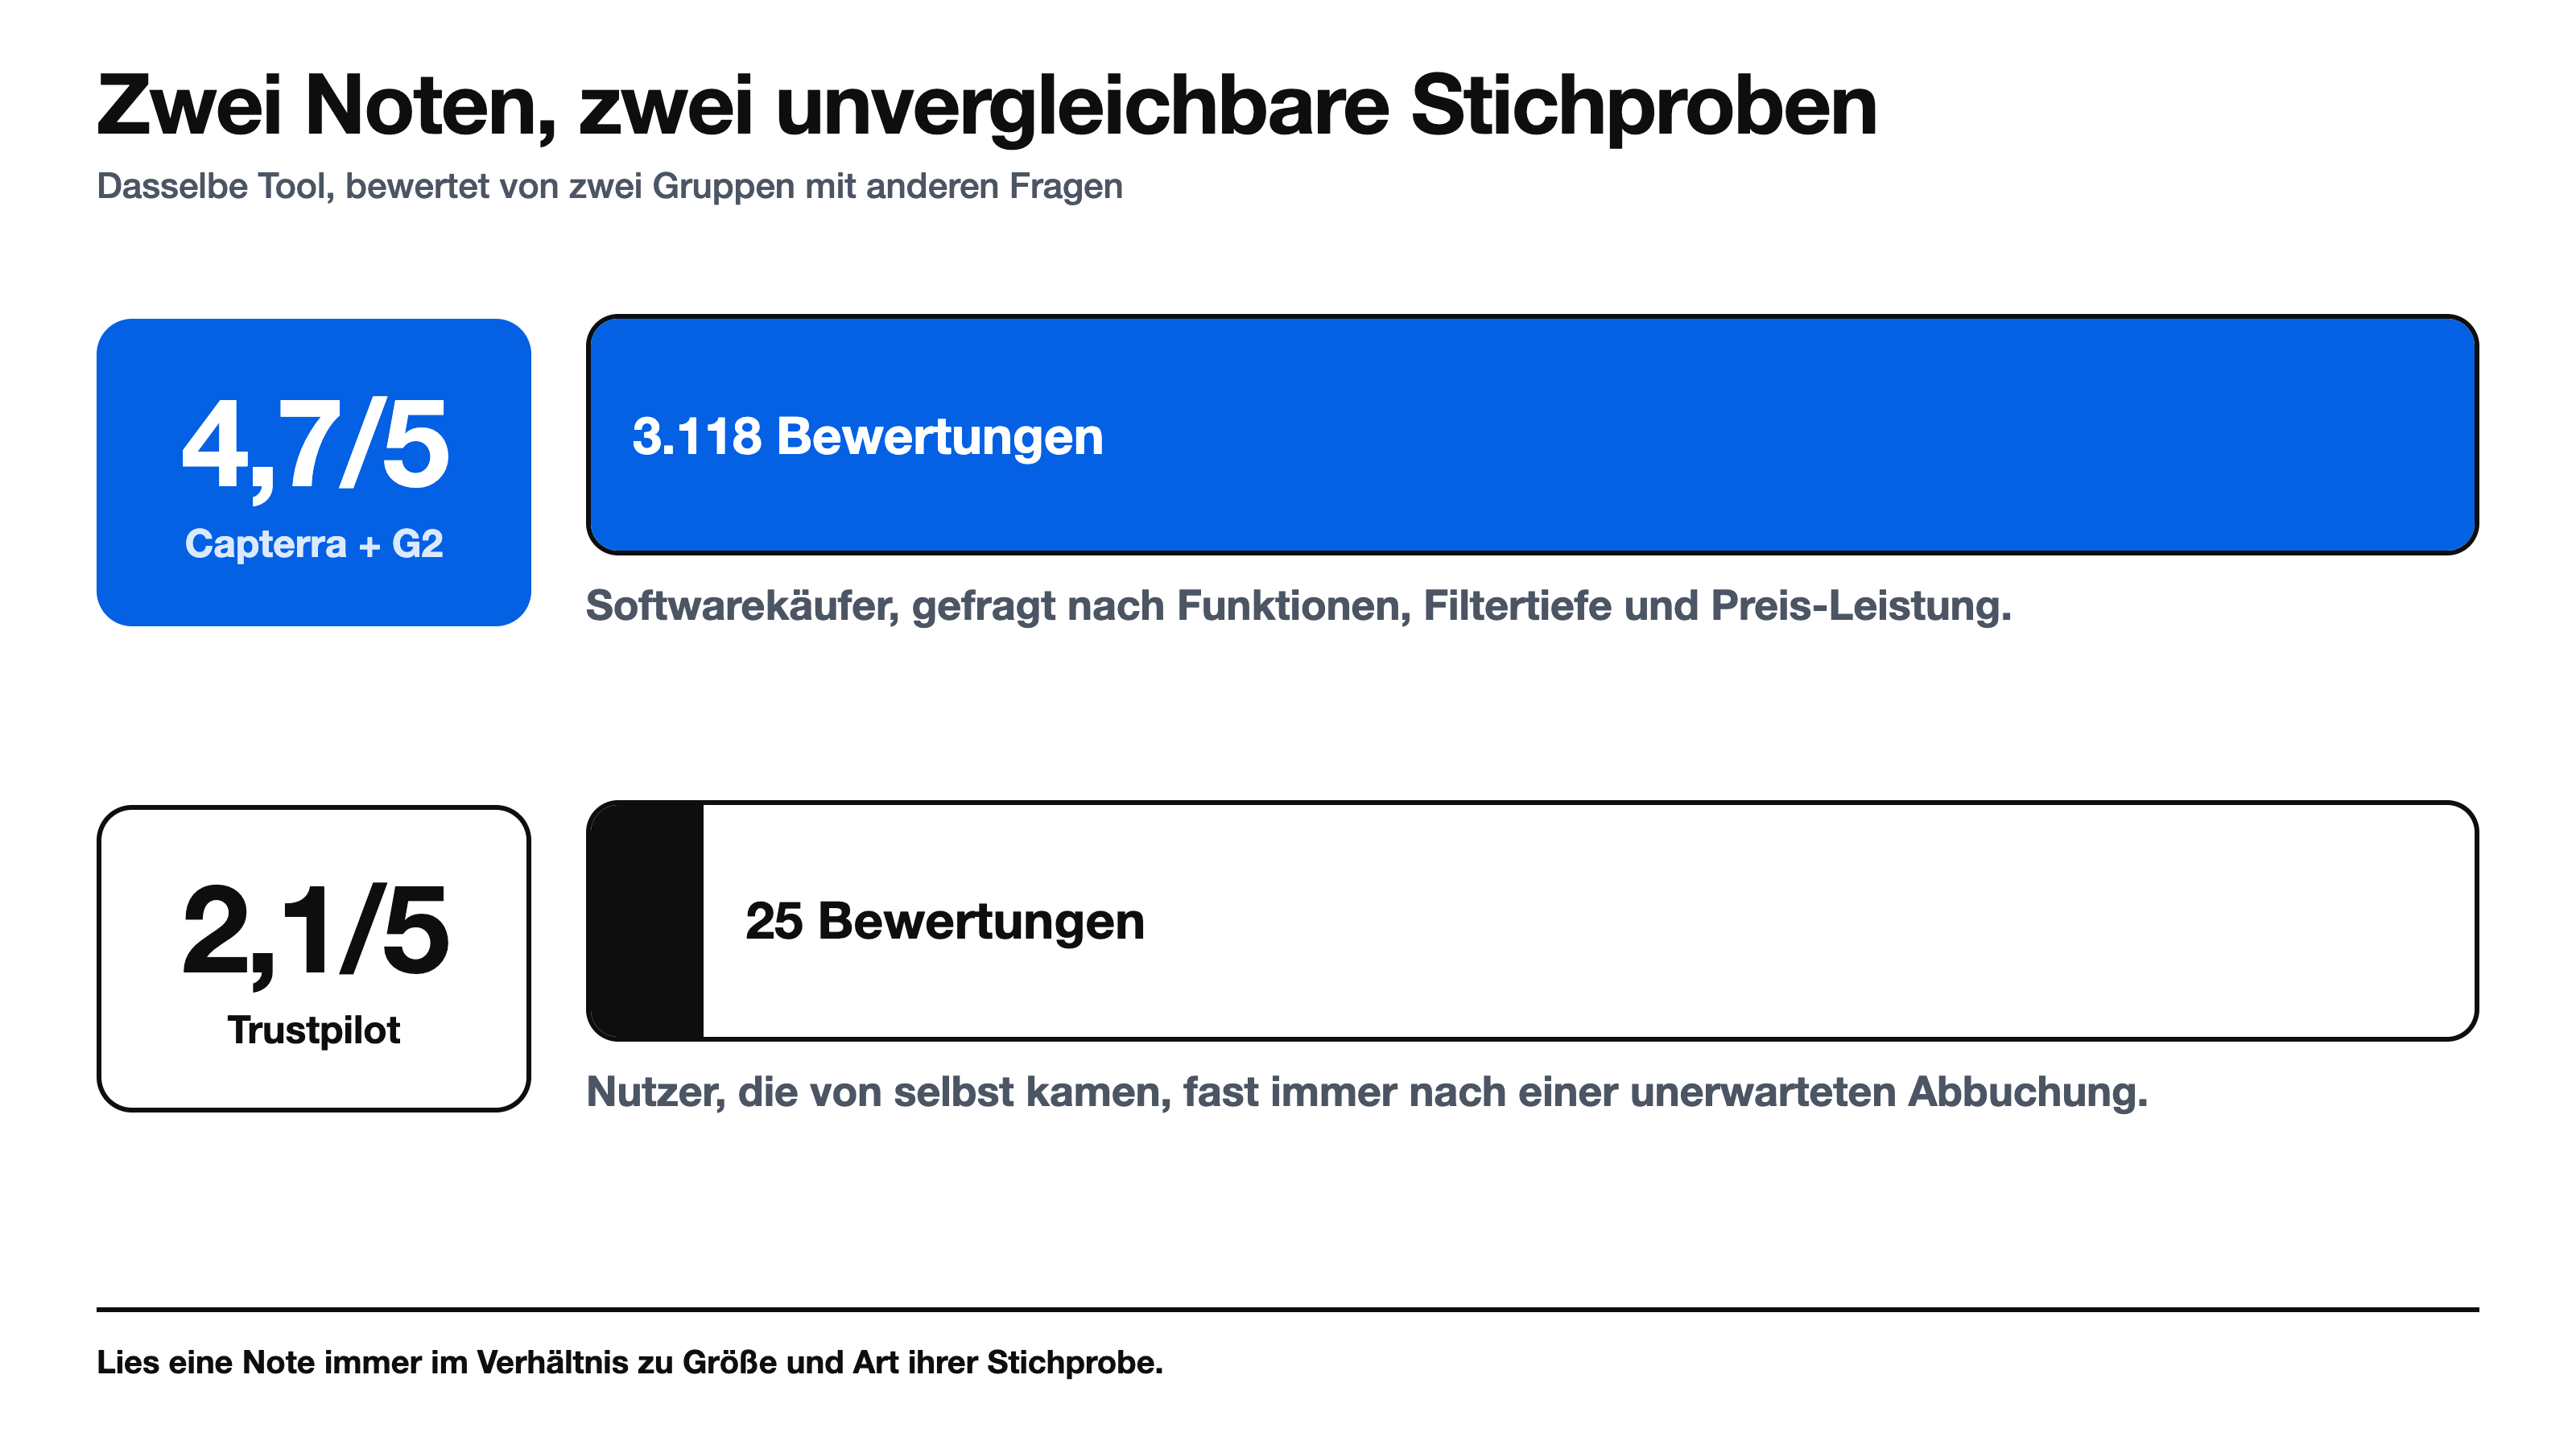 Zwei Noten, zwei unvergleichbare Stichproben
Dasselbe Tool, bewertet von zwei Gruppen mit anderen Fragen
4,7/5
Capterra + G2
3.118 Bewertungen
Softwarekäufer, gefragt nach Funktionen, Filtertiefe und Preis-Leistung.
2,1/5
Trustpilot
25 Bewertungen
Nutzer, die von selbst kamen, fast immer nach einer unerwarteten Abbuchung.
Lies eine Note immer im Verhältnis zu Größe und Art ihrer Stichprobe.